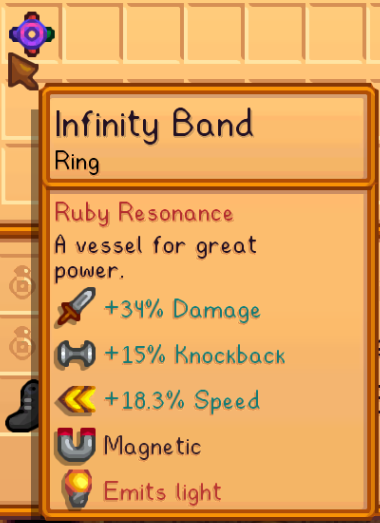 Infinity Band
Ring
Ruby Resonance
A vessel for great
power.
+34% Damage
+15% Knockback
+18.3% Speed
Magnetic
Emits light